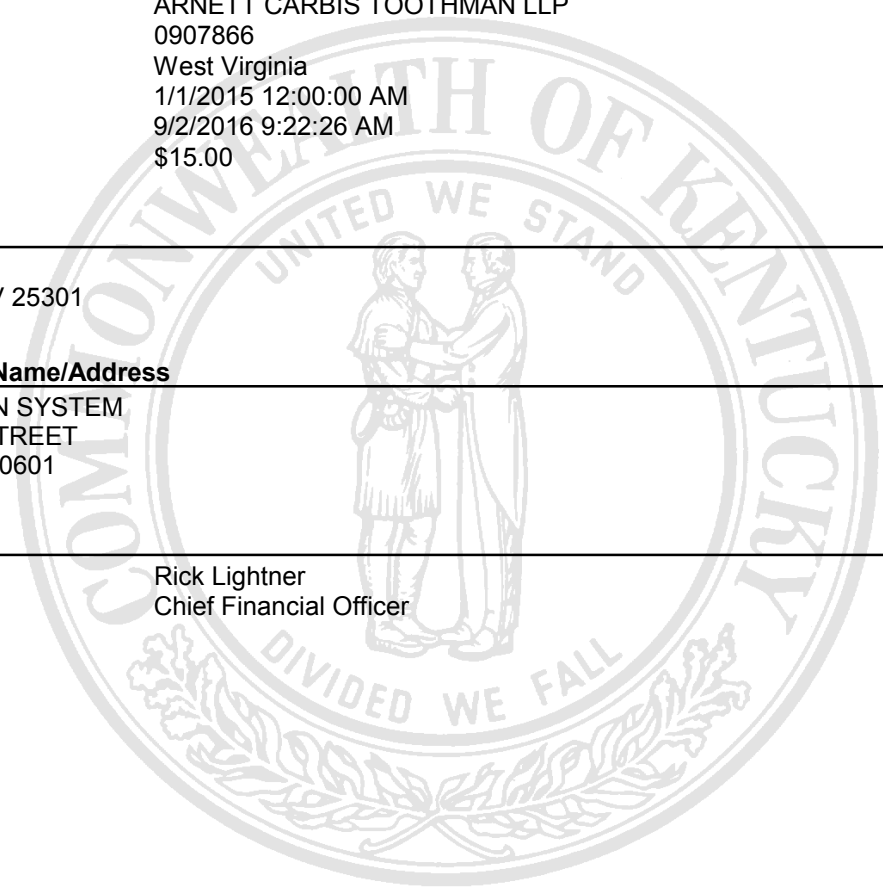 ARNETT CARBIS TOOTHMAN LLP
0907866
West Virginia
1/1/2015 12:00:00 AM
9/2/2016 9:22:26 AM
$15.00
25301
Name/Address
SYSTEM
TREET
0601
Rick Lightner
Chief Financial Officer
COMMONWEALTH OF KENTUCKY
UNITED WE STAND
DIVIDED WE FALL